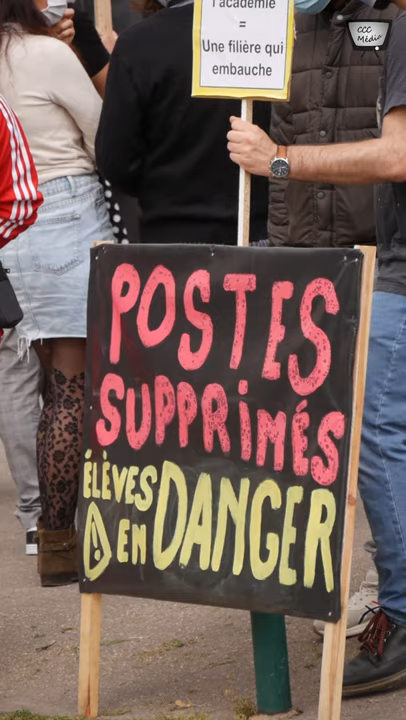 l'académie
=
Une filière qui
embauche
CCC
Média
POSTES
SUPPRiMÉS
ÉLÈVES
EN DANGER
!